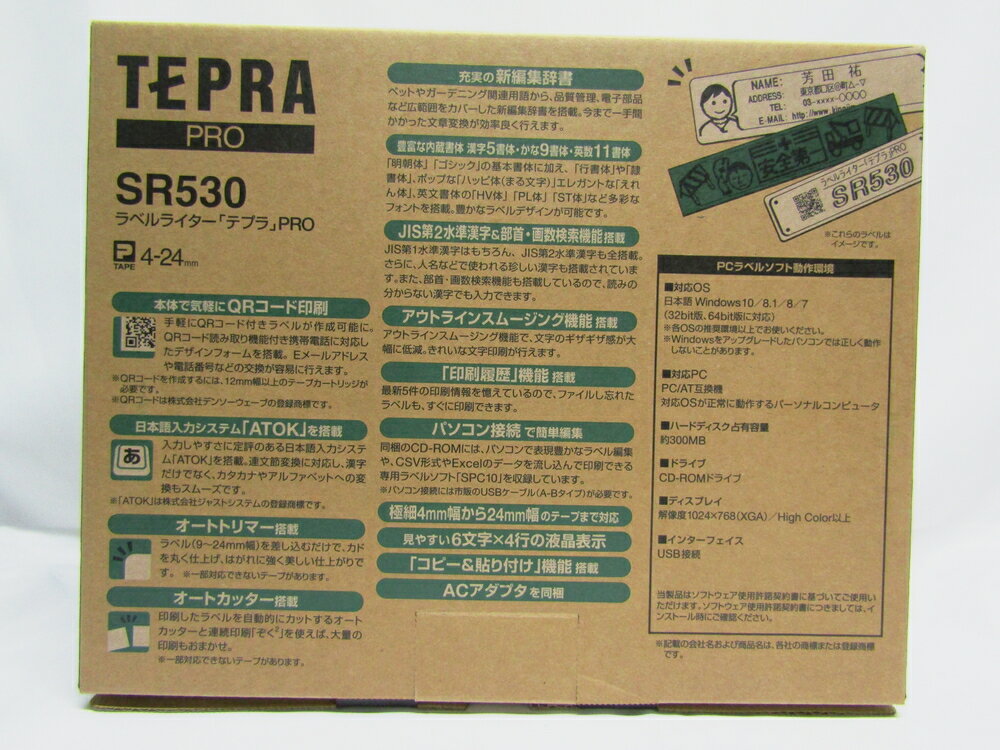 TEPRA
PRO
SR530
ラベルライター「テプラ」PRO
TAPE 4-24mm
本体で気軽にQRコード印刷
手軽にQRコード付きラベルが作成可能に。
QRコード読み取り機能付き携帯電話に対応し
たデザインフォームを搭載。Eメールアドレス
や電話番号などの交換が容易に行えます。
※QRコードを作成するには、12mm幅以上のテープカートリッジが
必要です。
※QRコードは株式会社デンソーウェーブの登録商標です。
日本語入力システム「ATOK」を搭載
あ
入力しやすさに定評のある日本語入力システ
ム「ATOK」を搭載。連文節変換に対応し、漢字
だけでなく、カタカナやアルファベットへの変
換もスムーズです。
※「ATOK」は株式会社ジャストシステムの登録商標です。
オートトリマー搭載
ラベル(9〜24mm幅)を差し込むだけで、カド
を丸く仕上げ、はがれに強く美しい仕上がりで
す。 ※一部対応できないテープがあります。
オートカッター搭載
印刷したラベルを自動的にカットするオート
カッターと連続印刷「ぞく²」を使えば、大量の
印刷もおまかせ。
※一部対応できないテープがあります。
充実の新編集辞書
ペットやガーデニング関連用語から、品質管理、電子部品
など広範囲をカバーした新編集辞書を搭載。今まで一手間
かかった文章変換が効率良く行えます。
豊富な内蔵書体 漢字5書体・かな9書体・英数11書体
「明朝体」「ゴシック」の基本書体に加え、「行書体」や「隷
書体」、ポップな「ハッピ体(まる文字)」エレガントな「えれ
ん体」、英文書体の「HV体」「PL体」「ST体」など多彩な
フォントを搭載。豊かなラベルデザインが可能です。
JIS第2水準漢字&部首・画数検索機能搭載
JIS第1水準漢字はもちろん、JIS第2水準漢字も全搭載。
さらに、人名などで使われる珍しい漢字も搭載されていま
す。また、部首・画数検索機能も搭載しているので、読みの
分からない漢字でも入力できます。
アウトラインスムージング機能搭載
アウトラインスムージング機能で、文字のギザギザ感が大
幅に低減。きれいな文字印刷が行えます。
「印刷履歴」機能搭載
最新5件の印刷情報を憶えているので、ファイルし忘れた
ラベルも、すぐに印刷できます。
パソコン接続で簡単編集
同梱のCD-ROMには、パソコンで表現豊かなラベル編集
や、CSV形式やExcelのデータを流し込んで印刷できる
専用ラベルソフト「SPC10」を収録しています。
※パソコン接続には市販のUSBケーブル(A-Bタイプ)が必要です。
極細4mm幅から24mm幅のテープまで対応
見やすい6文字×4行の液晶表示
「コピー&貼り付け」機能搭載
ACアダプタを同梱
NAME: 芳田 祐
ADDRESS: 東京都口区@町△-▽
TEL: 03-xxxx-○○○○
E-MAIL: http://www.kingjim
安全第一
ラベルライター「テプラ」PRO
SR530
※これらのラベルは
イメージです。
PCラベルソフト動作環境
■対応OS
日本語 Windows10/8.1/8/7
(32bit版、64bit版に対応)
※各OSの推奨環境以上でお使いください。
※Windowsをアップグレードしたパソコンでは正しく動作
しないことがあります。
■対応PC
PC/AT互換機
対応OSが正常に動作するパーソナルコンピュータ
■ハードディスク占有容量
約300MB
■ドライブ
CD-ROMドライブ
■ディスプレイ
解像度1024×768(XGA)/High Color以上
■インターフェイス
USB接続
当製品はソフトウェア使用許諾契約書に基づいてご使用い
ただけます。ソフトウェア使用許諾契約書につきましては、イ
ンストール時にご確認ください。
※記載の会社名および商品名は、各社の商標または登録商標
です。